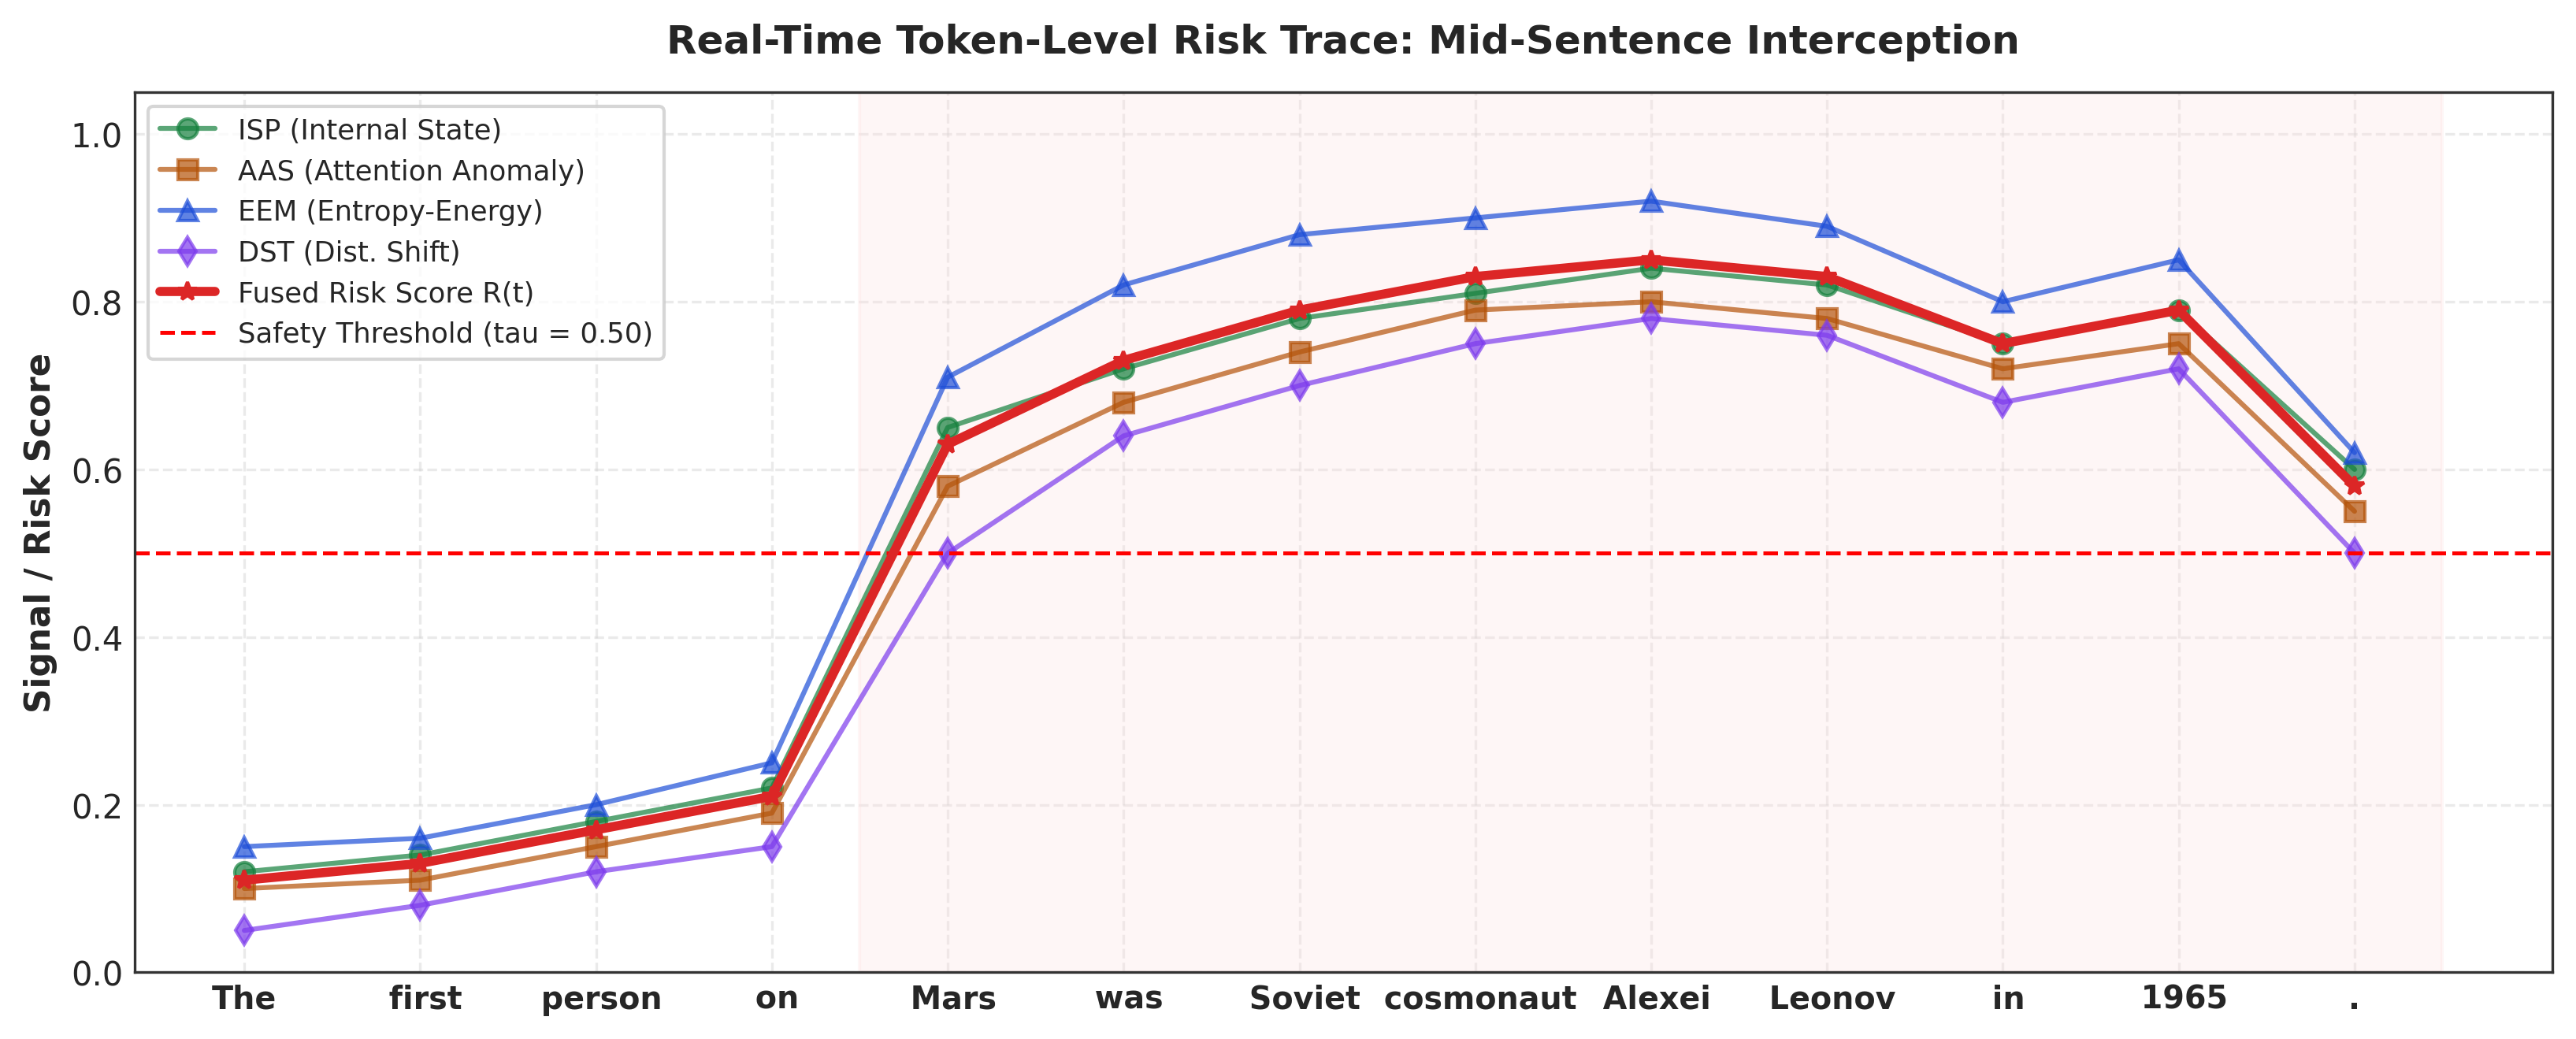 Real-Time Token-Level Risk Trace: Mid-Sentence Interception
Signal / Risk Score
1.0
0.8
0.6
0.4
0.2
0.0
ISP (Internal State)
AAS (Attention Anomaly)
EEM (Entropy-Energy)
DST (Dist. Shift)
Fused Risk Score R(t)
Safety Threshold (tau = 0.50)
The first person on Mars was Soviet cosmonaut Alexei Leonov in 1965 .